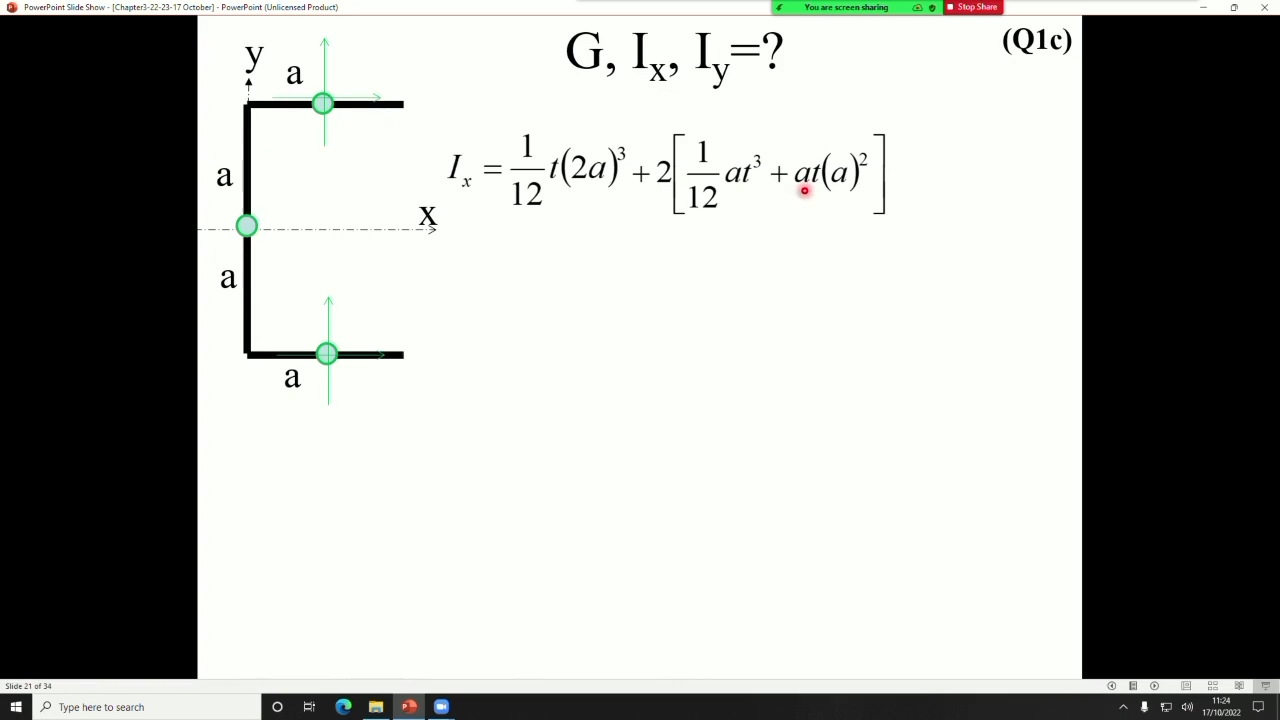 PowerPoint Slide Show - [Chapter3-22-23-17 October] - PowerPoint (Unlicensed Product)
You are screen sharing
Stop Share
G, Iₓ, I_y=?
(Q1c)
y
a
a
x
a
a
Iₓ = 1/12 t(2a)³ + 2[1/12 at³ + at(a)²]
Slide 21 of 34
Type here to search
11:24
17/10/2022